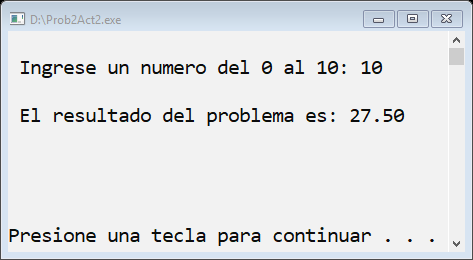 D:\Prob2Act2.exe
Ingrese un numero del 0 al 10: 10
El resultado del problema es: 27.50
Presione una tecla para continuar . . .